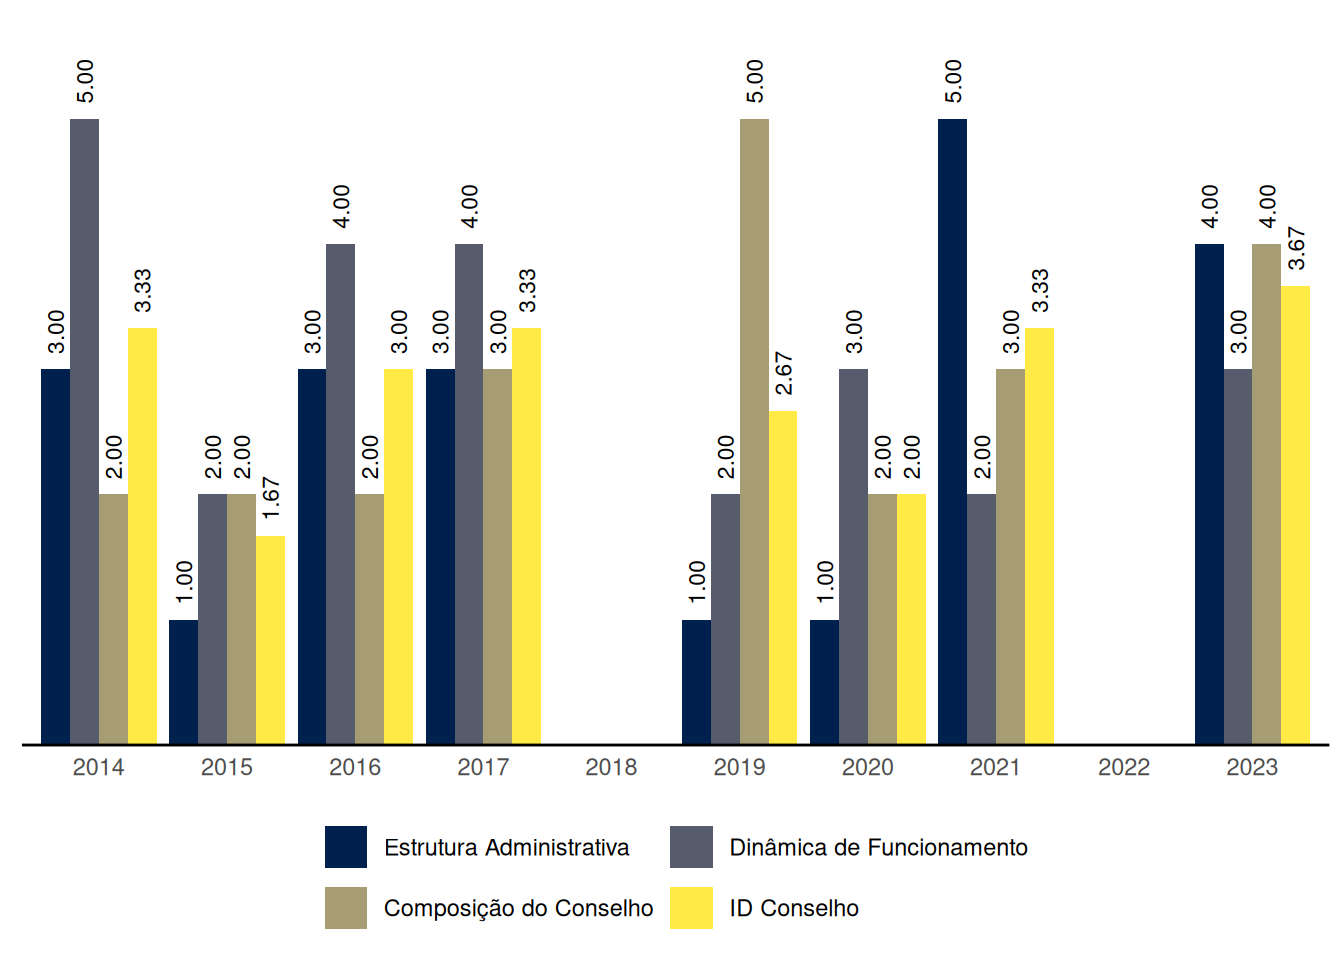 3.00 5.00 2.00 3.33
1.00 2.00 2.00 1.67
3.00 4.00 2.00 3.00
3.00 4.00 3.00 3.33
1.00 2.00 5.00 2.67
1.00 3.00 2.00 2.00
5.00 2.00 3.00 3.33
4.00 3.00 4.00 3.67
2014 2015 2016 2017 2018 2019 2020 2021 2022 2023
Estrutura Administrativa Dinâmica de Funcionamento
Composição do Conselho ID Conselho